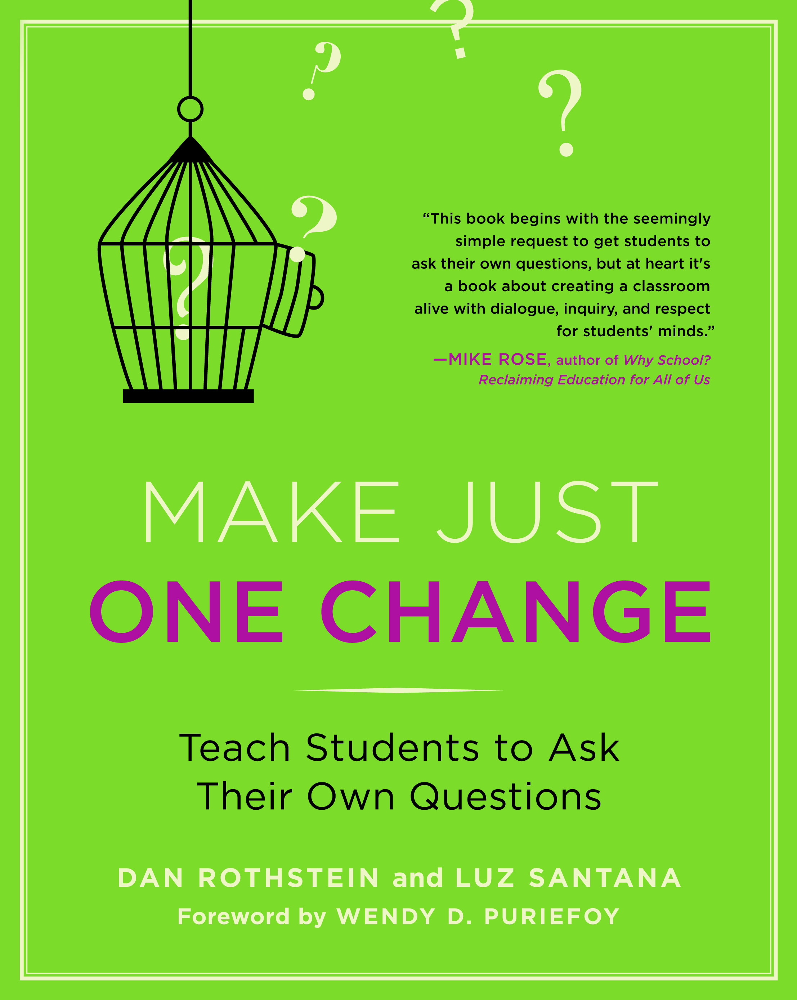 ?
?
?
?
?
“This book begins with the seemingly
simple request to get students to
ask their own questions, but at heart it's
a book about creating a classroom
alive with dialogue, inquiry, and respect
for students' minds.”
—MIKE ROSE, author of Why School?
Reclaiming Education for All of Us
MAKE JUST
ONE CHANGE
Teach Students to Ask
Their Own Questions
DAN ROTHSTEIN and LUZ SANTANA
Foreword by WENDY D. PURIEFOY